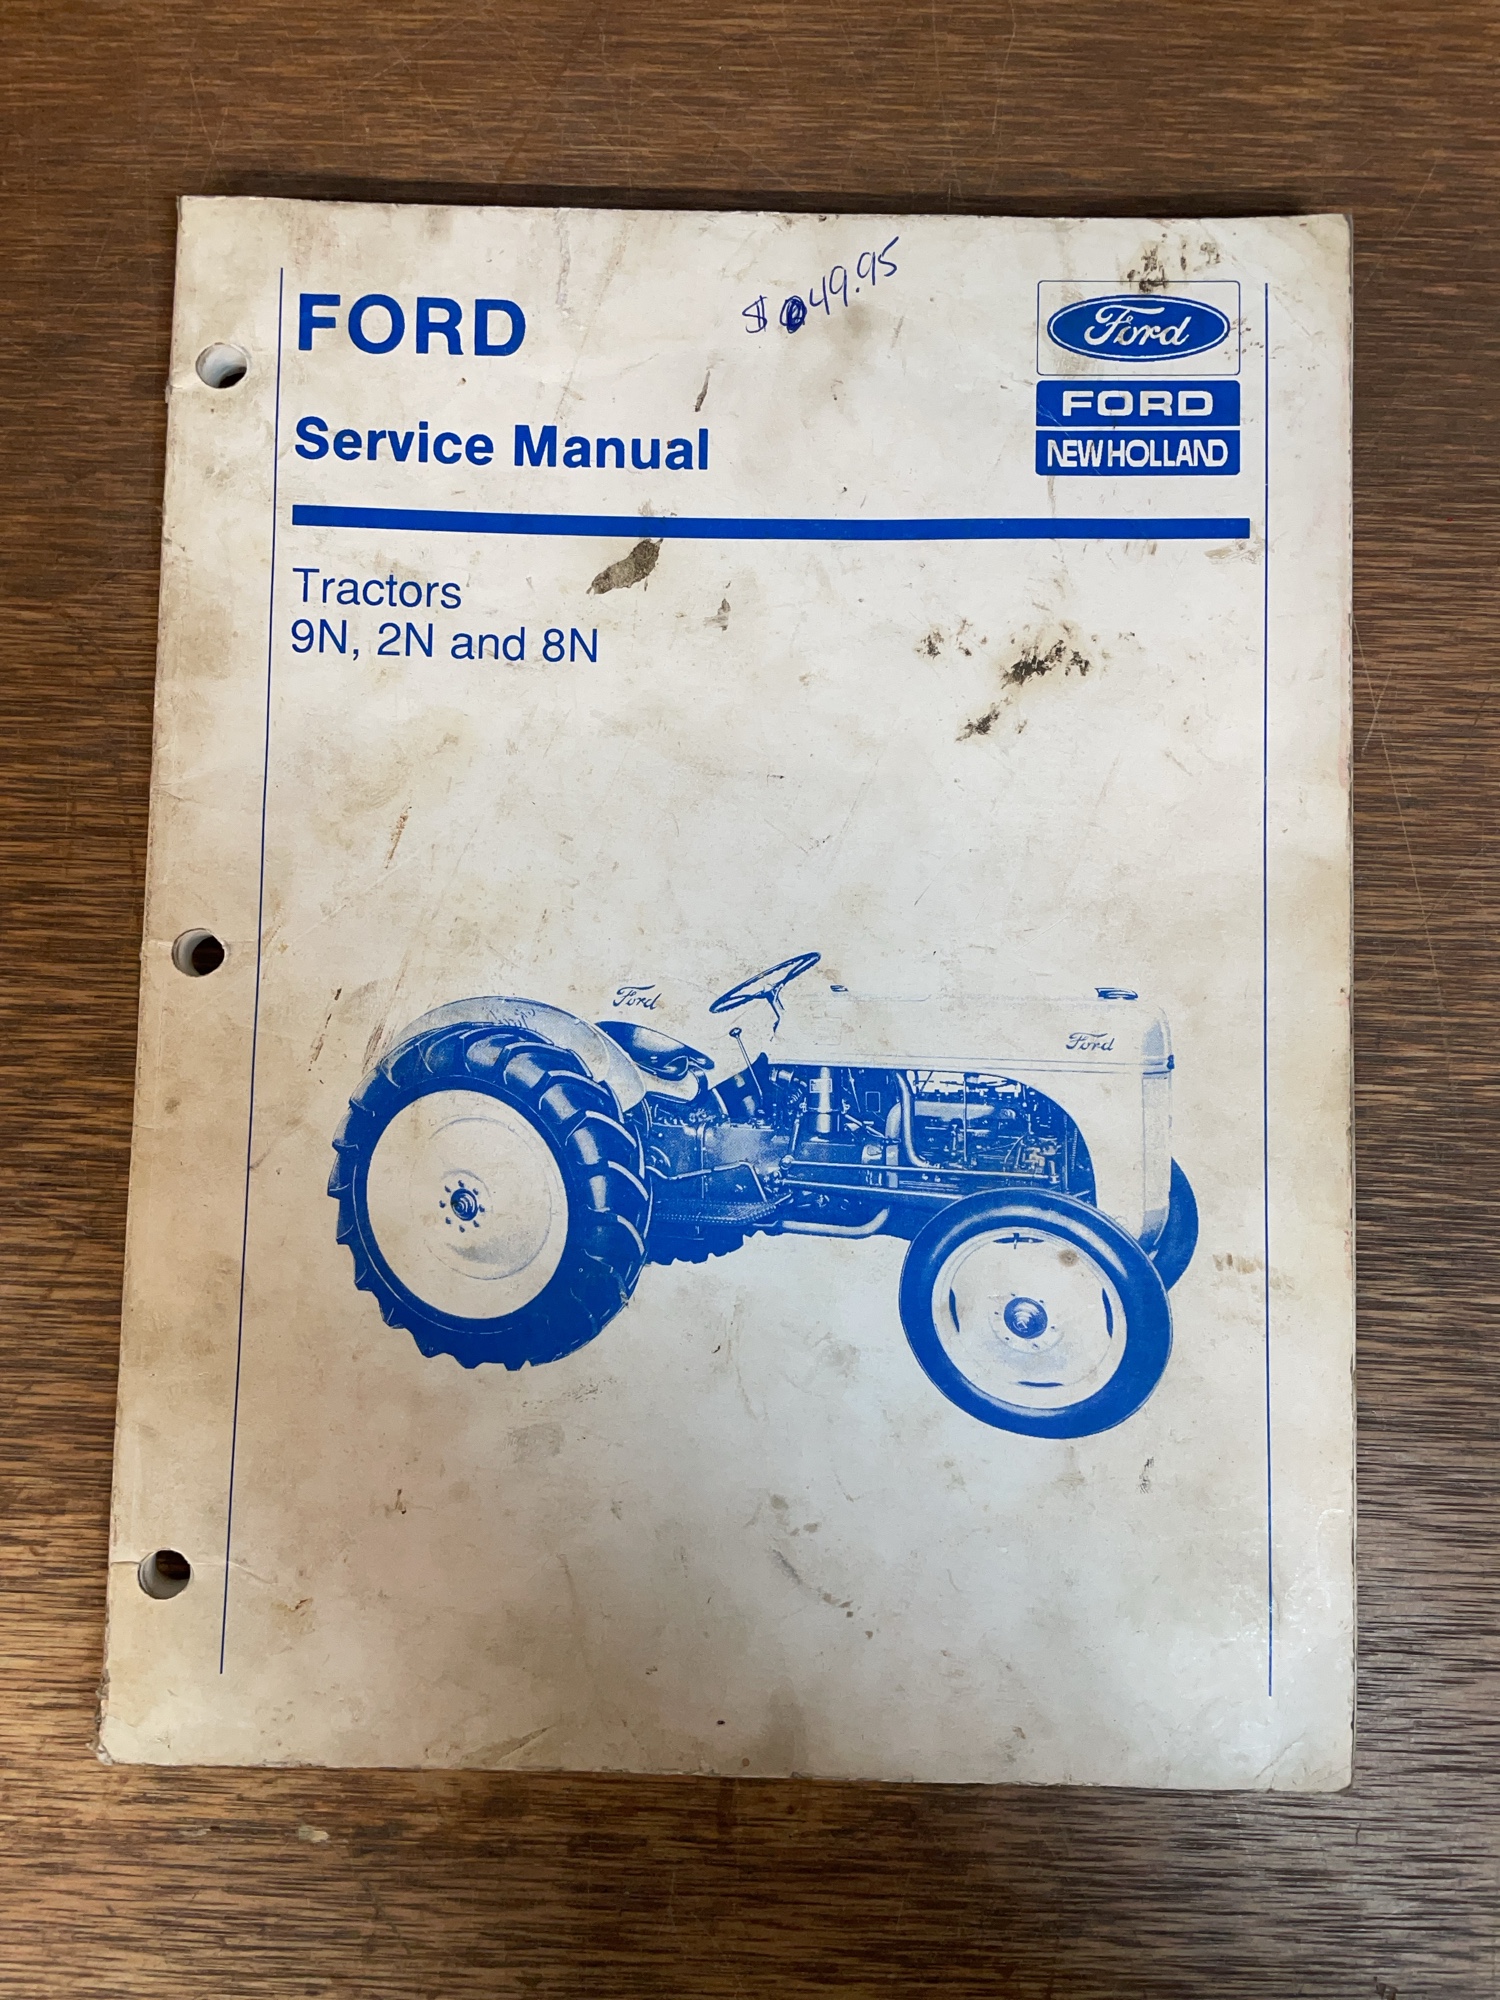 $ 49.95
FORD
Ford
Service Manual
FORD
NEW HOLLAND
Tractors
9N, 2N and 8N
Ford
Ford